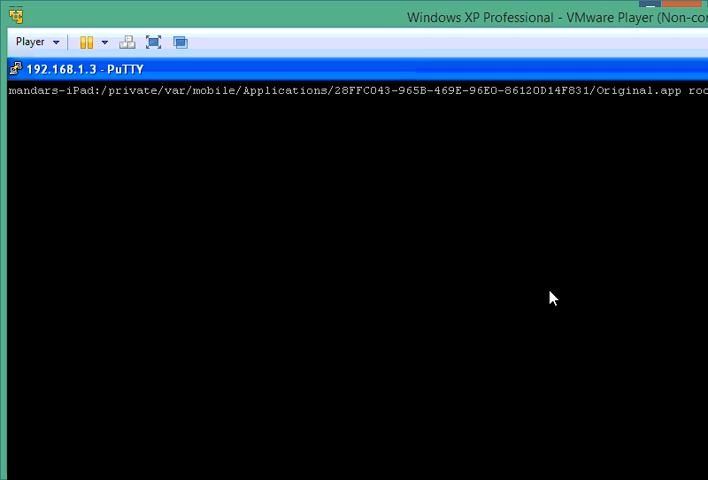 Windows XP Professional - VMware Player (Non-co
Player
192.168.1.3 - PuTTY
mandars-iPad:/private/var/mobile/Applications/28FFC043-965B-469E-96E0-86120D14F831/Original.app roo